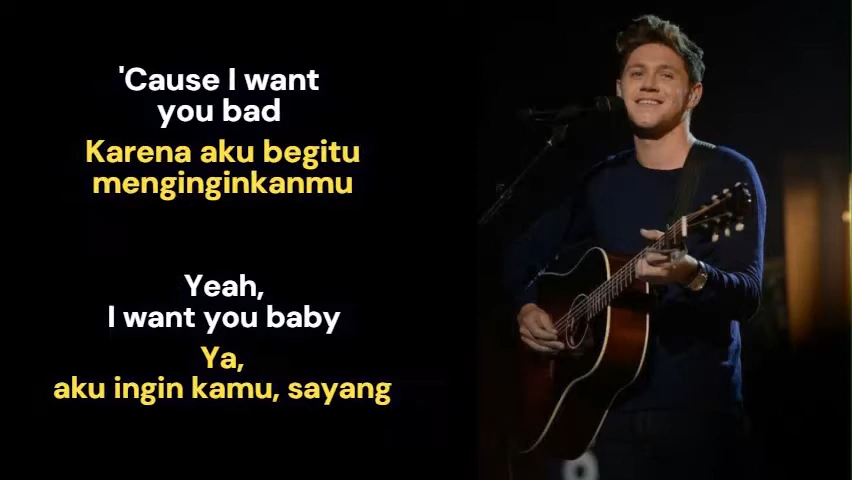 'Cause I want
you bad
Karena aku begitu
menginginkanmu
Yeah,
I want you baby
Ya,
aku ingin kamu, sayang